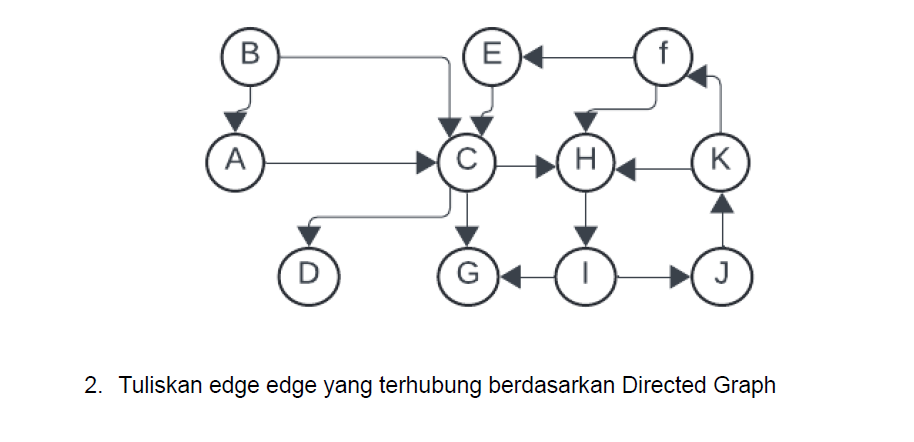 B E f
A C H K
D G I J
2. Tuliskan edge edge yang terhubung berdasarkan Directed Graph